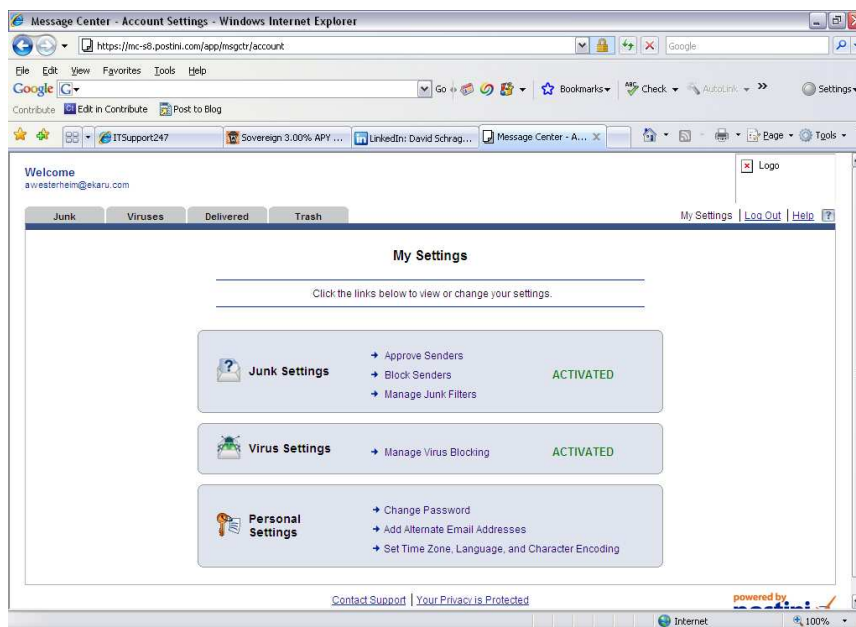 Message Center - Account Settings - Windows Internet Explorer
https://mc-s8.postini.com/app/msgctr/account
Google
File Edit View Favorites Tools Help
Google G Go Bookmarks ABC Check AutoLink Settings
Contribute Edit in Contribute Post to Blog
ITSupport247 Sovereign 3.00% APY ... LinkedIn: David Schrag... Message Center - A... X Page Tools
Welcome
awesterheim@ekaru.com
Logo
Junk Viruses Delivered Trash My Settings | Log Out | Help ?
My Settings
Click the links below to view or change your settings.
Junk Settings
Approve Senders
Block Senders
Manage Junk Filters
ACTIVATED
Virus Settings
Manage Virus Blocking
ACTIVATED
Personal Settings
Change Password
Add Alternate Email Addresses
Set Time Zone, Language, and Character Encoding
Contact Support | Your Privacy is Protected
powered by
postini
Internet 100%